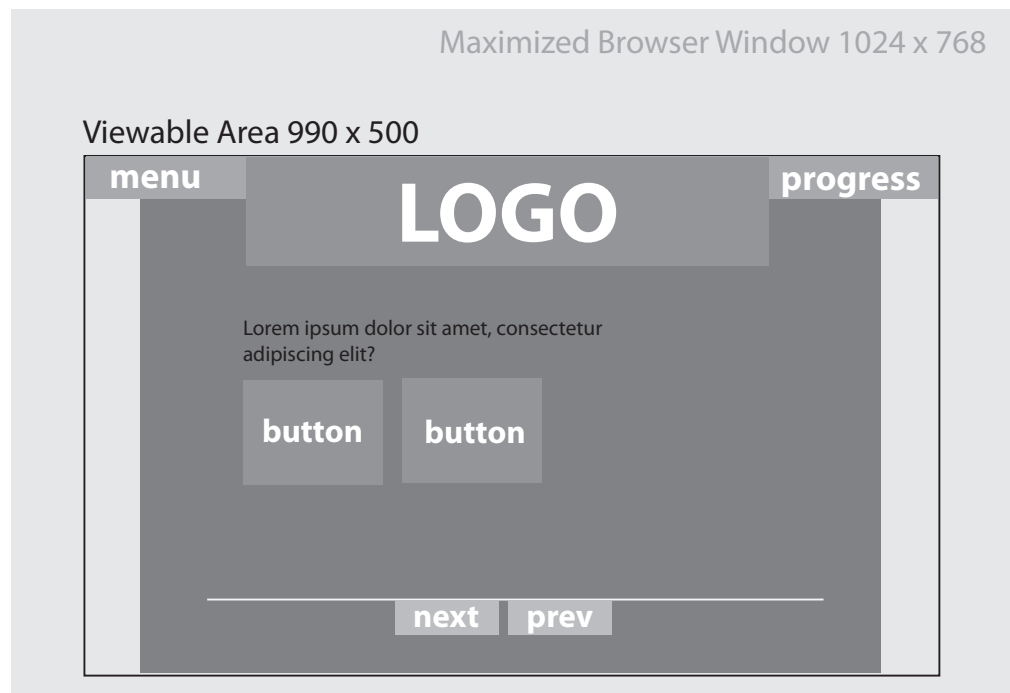 Maximized Browser Window 1024 x 768
Viewable Area 990 x 500
menu
LOGO
progress
Lorem ipsum dolor sit amet, consectetur
adipiscing elit?
button
button
next
prev